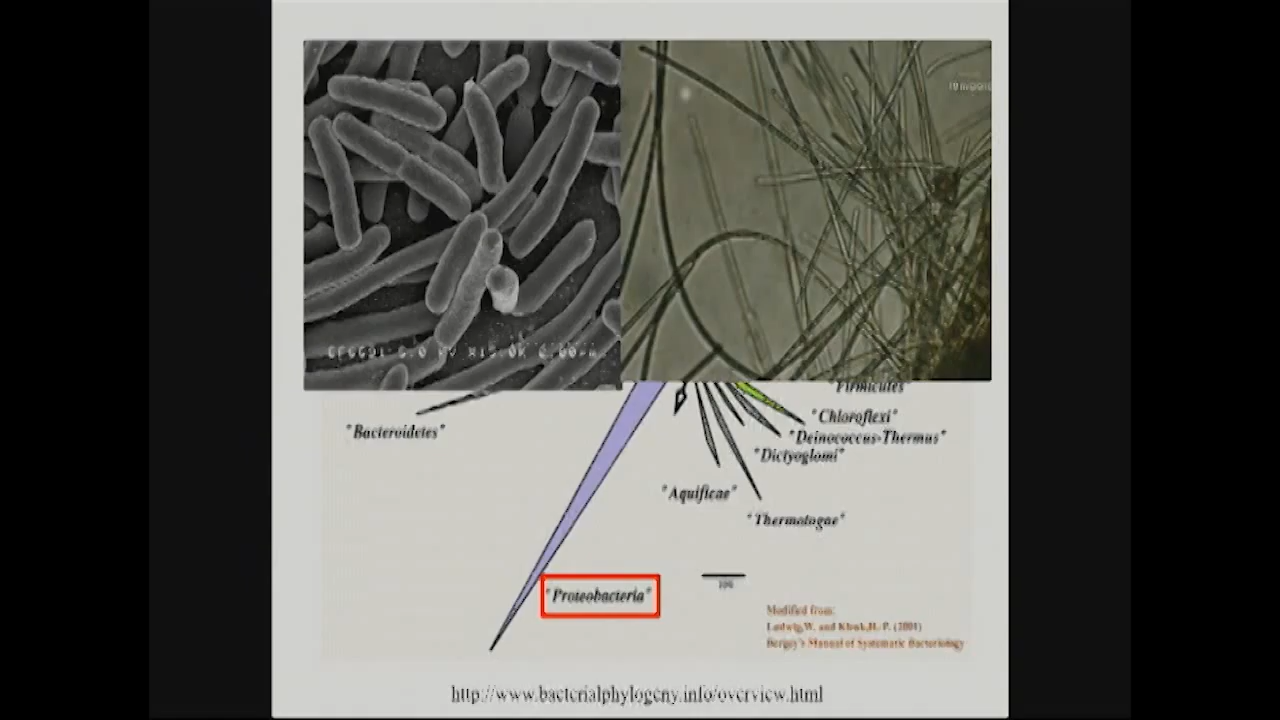 "Firmicutes"
"Chloroflexi"
"Bacteroidetes"
"Deinococcus-Thermus"
"Dictyoglomi"
"Aquificae"
"Thermotogae"
100
"Proteobacteria"
Modified from:
Ludwig,W. and Klenk,H.-P. (2001)
Bergey's Manual of Systematic Bacteriology
http://www.bacterialphylogeny.info/overview.html